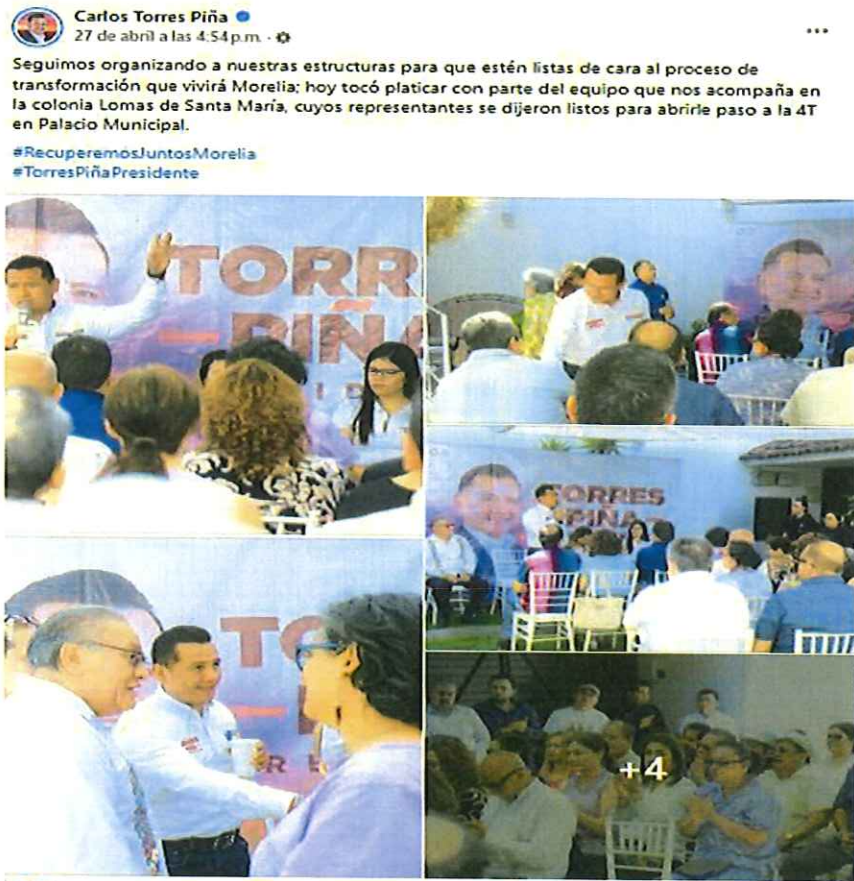 Carlos Torres Piña
27 de abril a las 4:54 p.m. ·
Seguimos organizando a nuestras estructuras para que estén listas de cara al proceso de
transformación que vivirá Morelia; hoy tocó platicar con parte del equipo que nos acompaña en
la colonia Lomas de Santa María, cuyos representantes se dijeron listos para abrirle paso a la 4T
en Palacio Municipal.
#RecuperemosJuntosMorelia
#TorresPiñaPresidente
TORR
PIÑA
TORRES
PIÑA
TO
+4